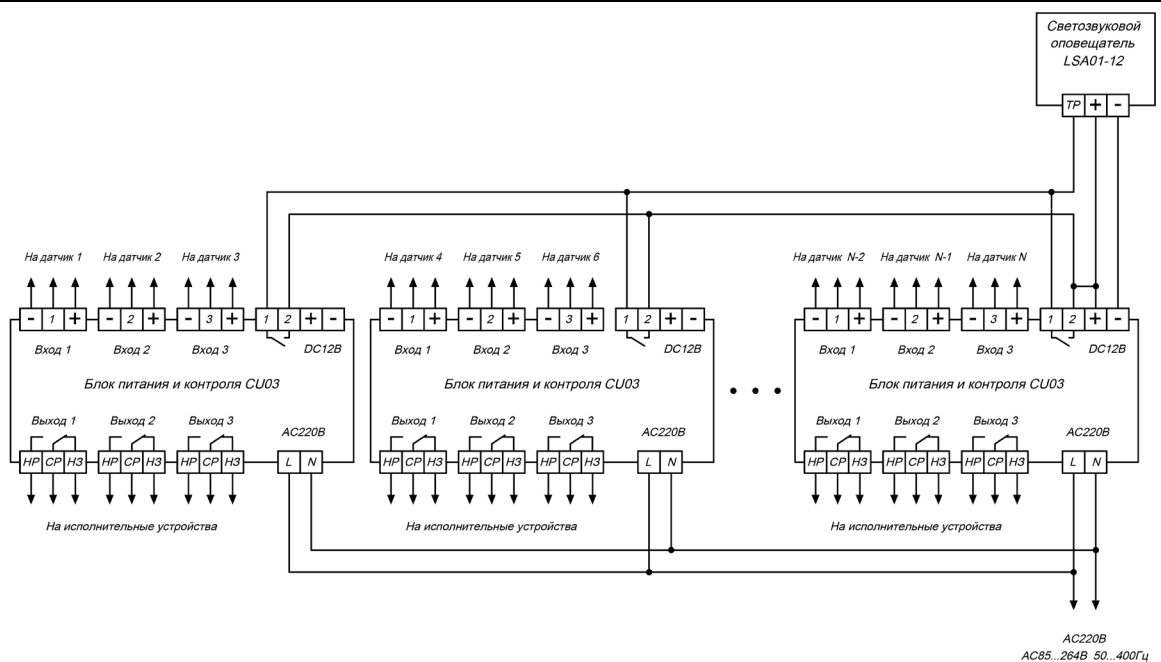 Светозвуковой
оповещатель
LSA01-12
ТР + -
На датчик 1 На датчик 2 На датчик 3
- 1 + - 2 + - 3 + 1 2 + -
Вход 1 Вход 2 Вход 3 DC12В
Блок питания и контроля CU03
Выход 1 Выход 2 Выход 3 АС220В
НР СР НЗ НР СР НЗ НР СР НЗ L N
На исполнительные устройства
На датчик 4 На датчик 5 На датчик 6
- 1 + - 2 + - 3 + 1 2 + -
Вход 1 Вход 2 Вход 3 DC12В
Блок питания и контроля CU03
Выход 1 Выход 2 Выход 3 АС220В
НР СР НЗ НР СР НЗ НР СР НЗ L N
На исполнительные устройства
• • •
На датчик N-2 На датчик N-1 На датчик N
- 1 + - 2 + - 3 + 1 2 + -
Вход 1 Вход 2 Вход 3 DC12В
Блок питания и контроля CU03
Выход 1 Выход 2 Выход 3 АС220В
НР СР НЗ НР СР НЗ НР СР НЗ L N
На исполнительные устройства
АС220В
АС85...264В 50...400Гц